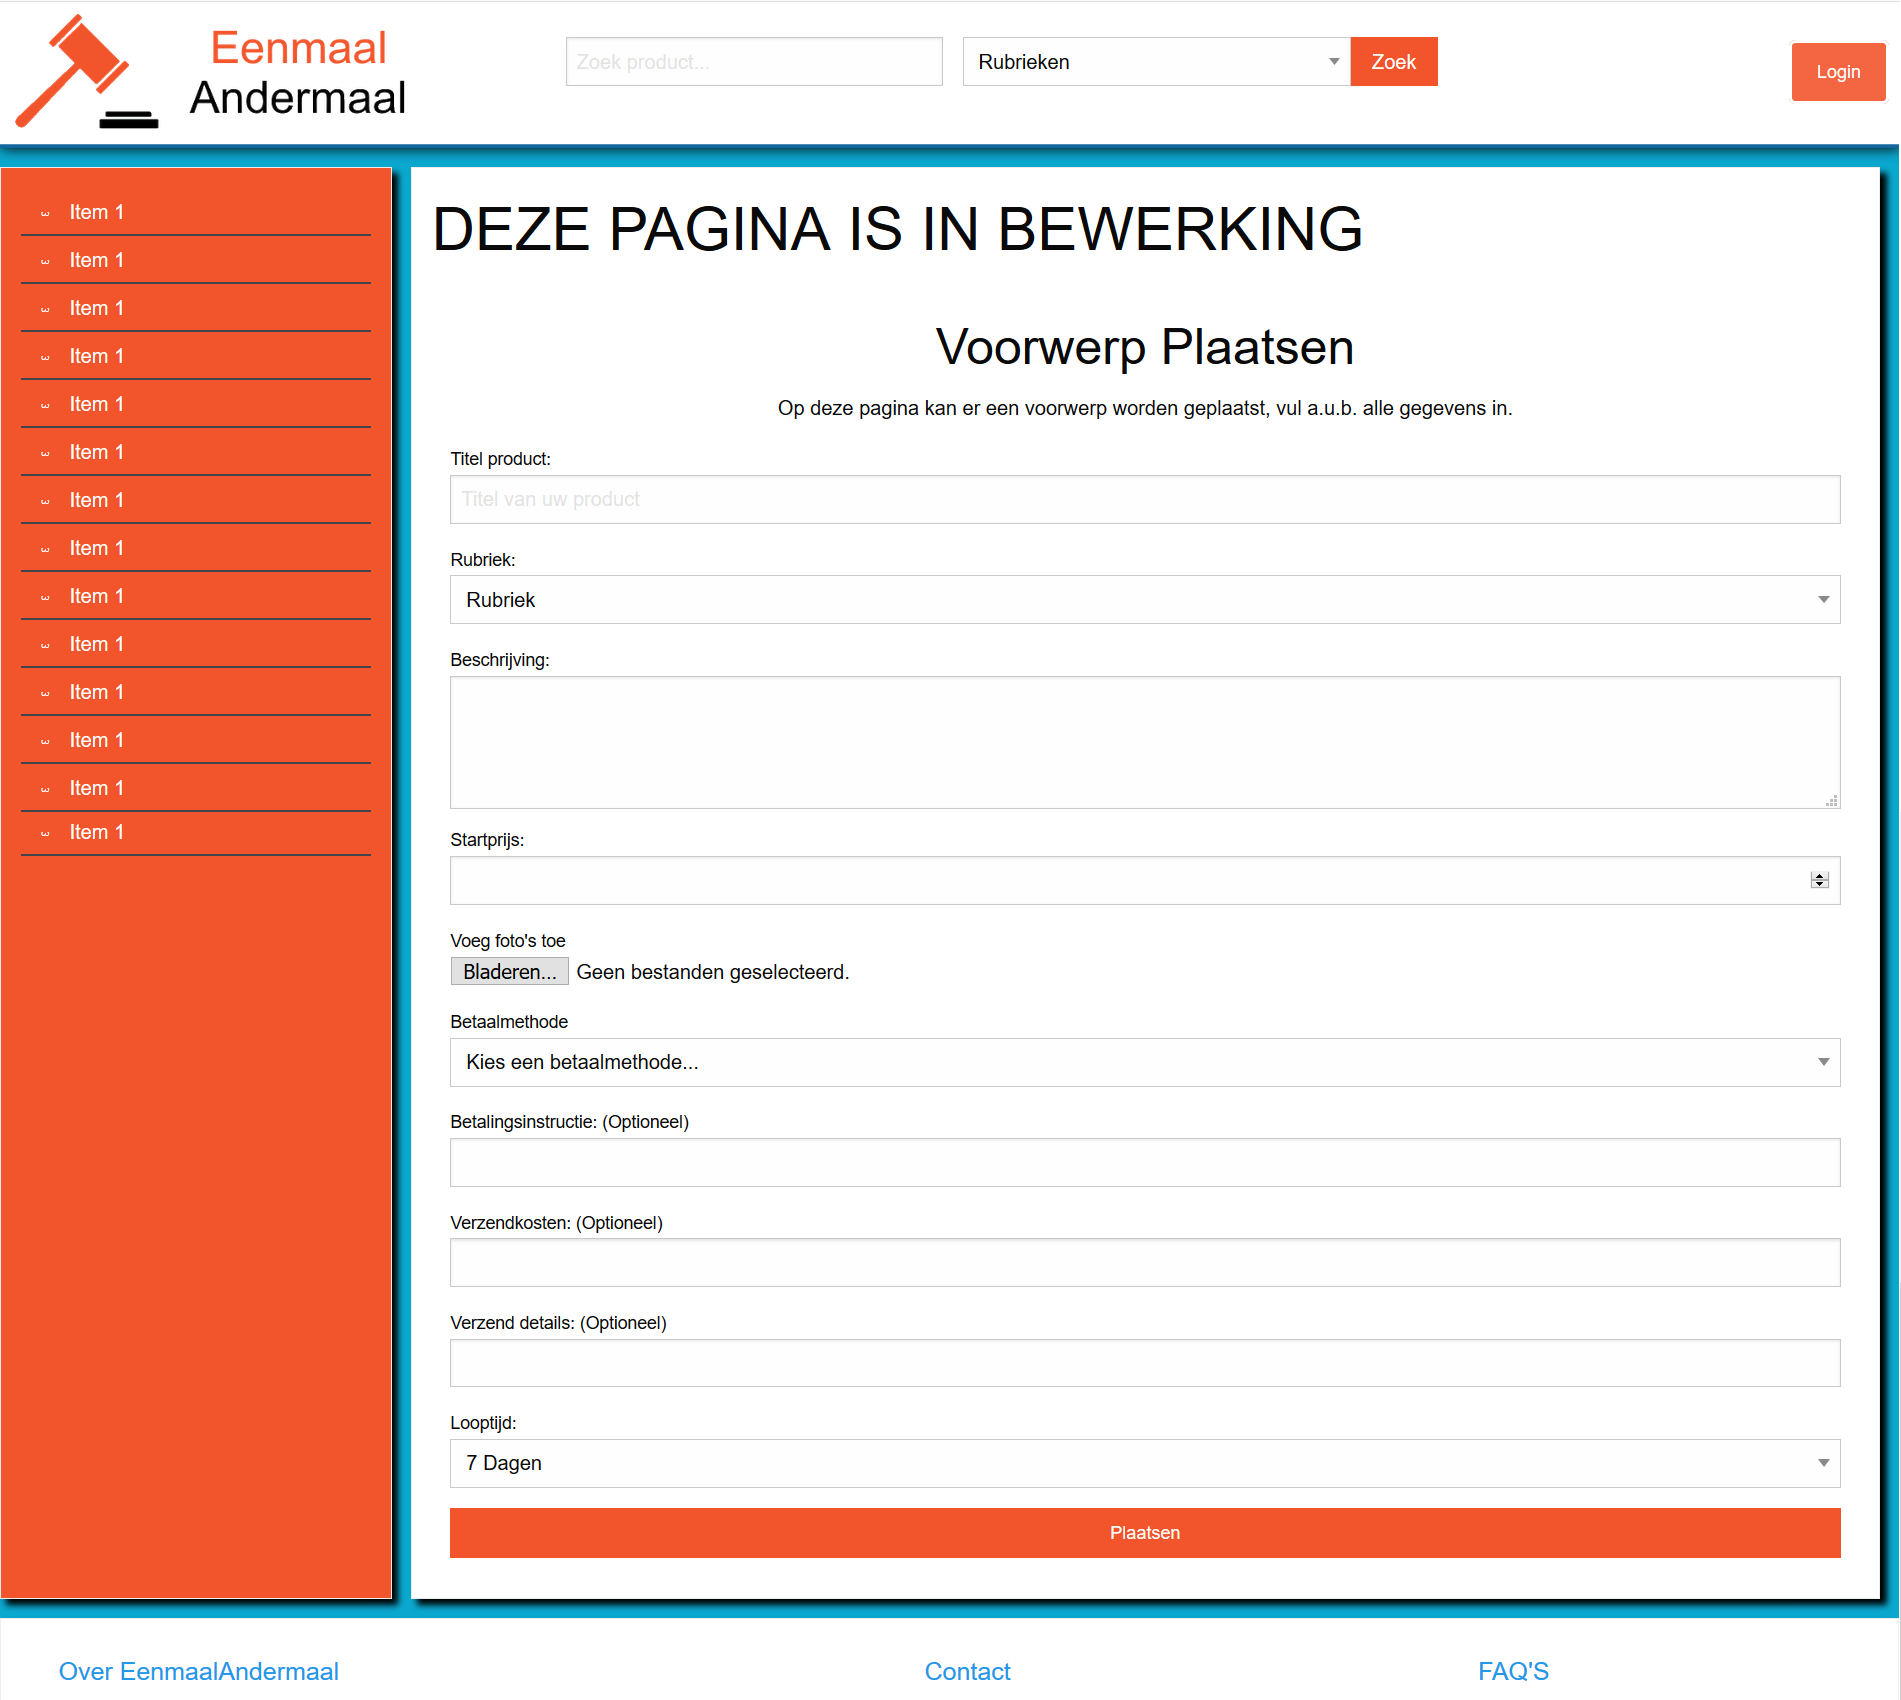 Eenmaal
Andermaal
Zoek product...
Rubrieken
Zoek
Login
Item 1
Item 1
Item 1
Item 1
Item 1
Item 1
Item 1
Item 1
Item 1
Item 1
Item 1
Item 1
Item 1
Item 1
DEZE PAGINA IS IN BEWERKING
Voorwerp Plaatsen
Op deze pagina kan er een voorwerp worden geplaatst, vul a.u.b. alle gegevens in.
Titel product:
Titel van uw product
Rubriek:
Rubriek
Beschrijving:
Startprijs:
Voeg foto's toe
Bladeren... Geen bestanden geselecteerd.
Betaalmethode
Kies een betaalmethode...
Betalingsinstructie: (Optioneel)
Verzendkosten: (Optioneel)
Verzend details: (Optioneel)
Looptijd:
7 Dagen
Plaatsen
Over EenmaalAndermaal
Contact
FAQ'S